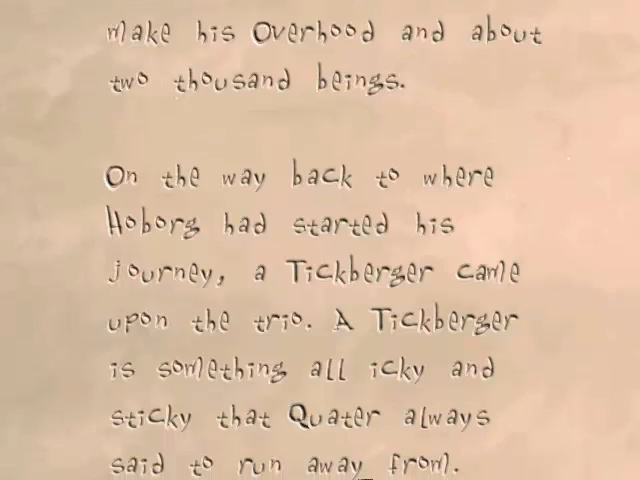 make his Overhood and about
two thousand beings.
On the way back to where
Hoborg had started his
journey, a Tickberger came
upon the trio. A Tickberger
is something all icky and
sticky that Quater always
said to run away from.